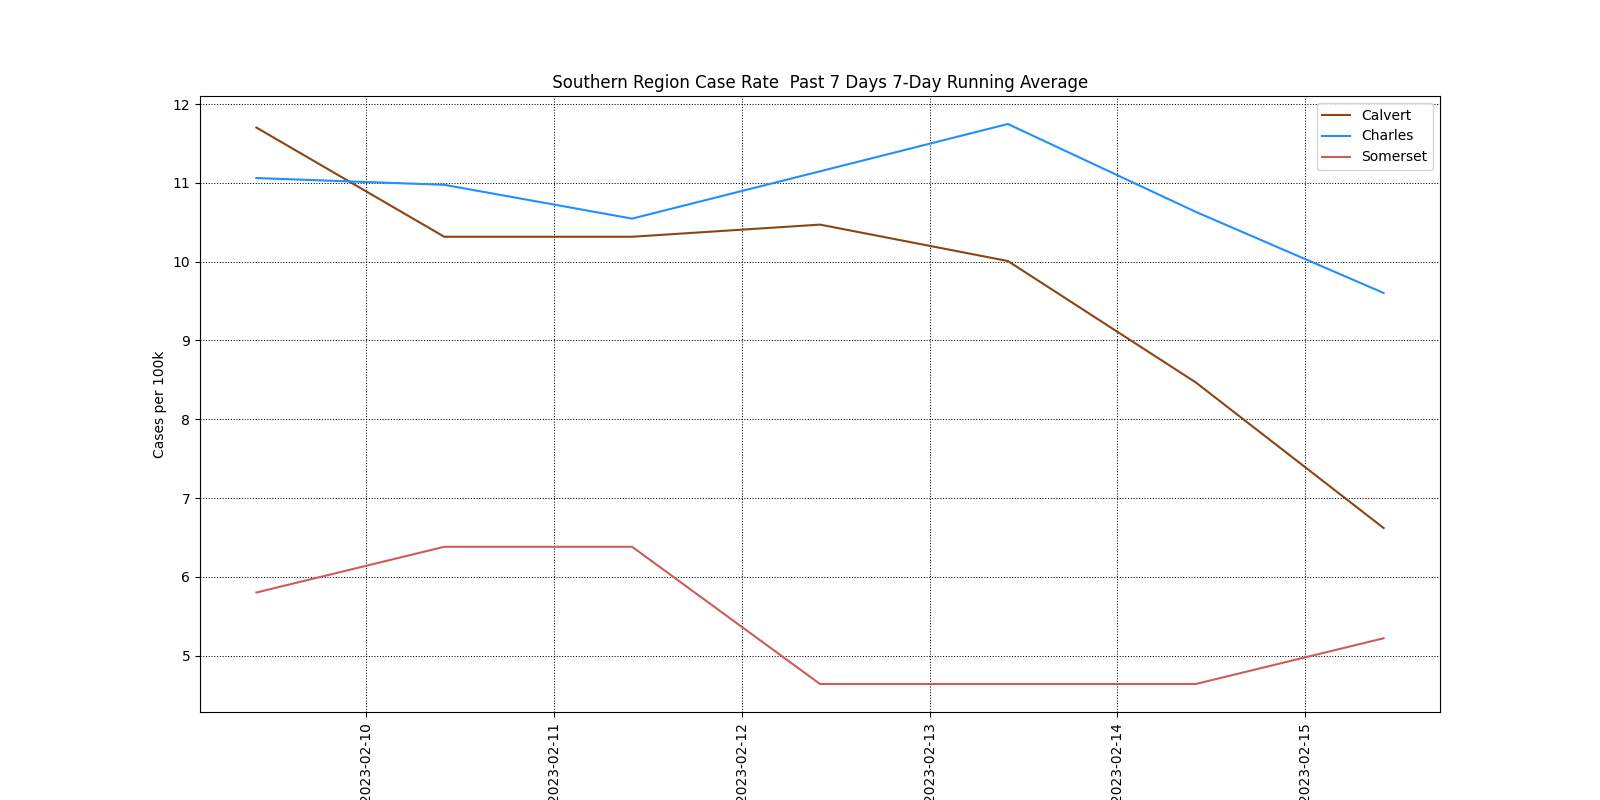 Southern Region Case Rate  Past 7 Days 7-Day Running Average
Calvert
Charles
Somerset
Cases per 100k
12
11
10
9
8
7
6
5
2023-02-10
2023-02-11
2023-02-12
2023-02-13
2023-02-14
2023-02-15